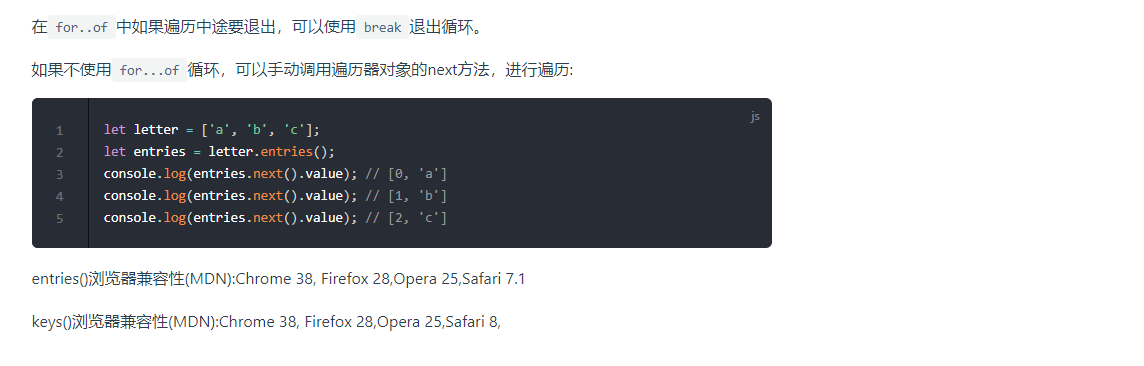 在 for..of 中如果遍历中途要退出，可以使用 break 退出循环。
如果不使用 for...of 循环，可以手动调用遍历器对象的next方法，进行遍历:
js
1 let letter = ['a', 'b', 'c'];
2 let entries = letter.entries();
3 console.log(entries.next().value); // [0, 'a']
4 console.log(entries.next().value); // [1, 'b']
5 console.log(entries.next().value); // [2, 'c']
entries()浏览器兼容性(MDN):Chrome 38, Firefox 28,Opera 25,Safari 7.1
keys()浏览器兼容性(MDN):Chrome 38, Firefox 28,Opera 25,Safari 8,